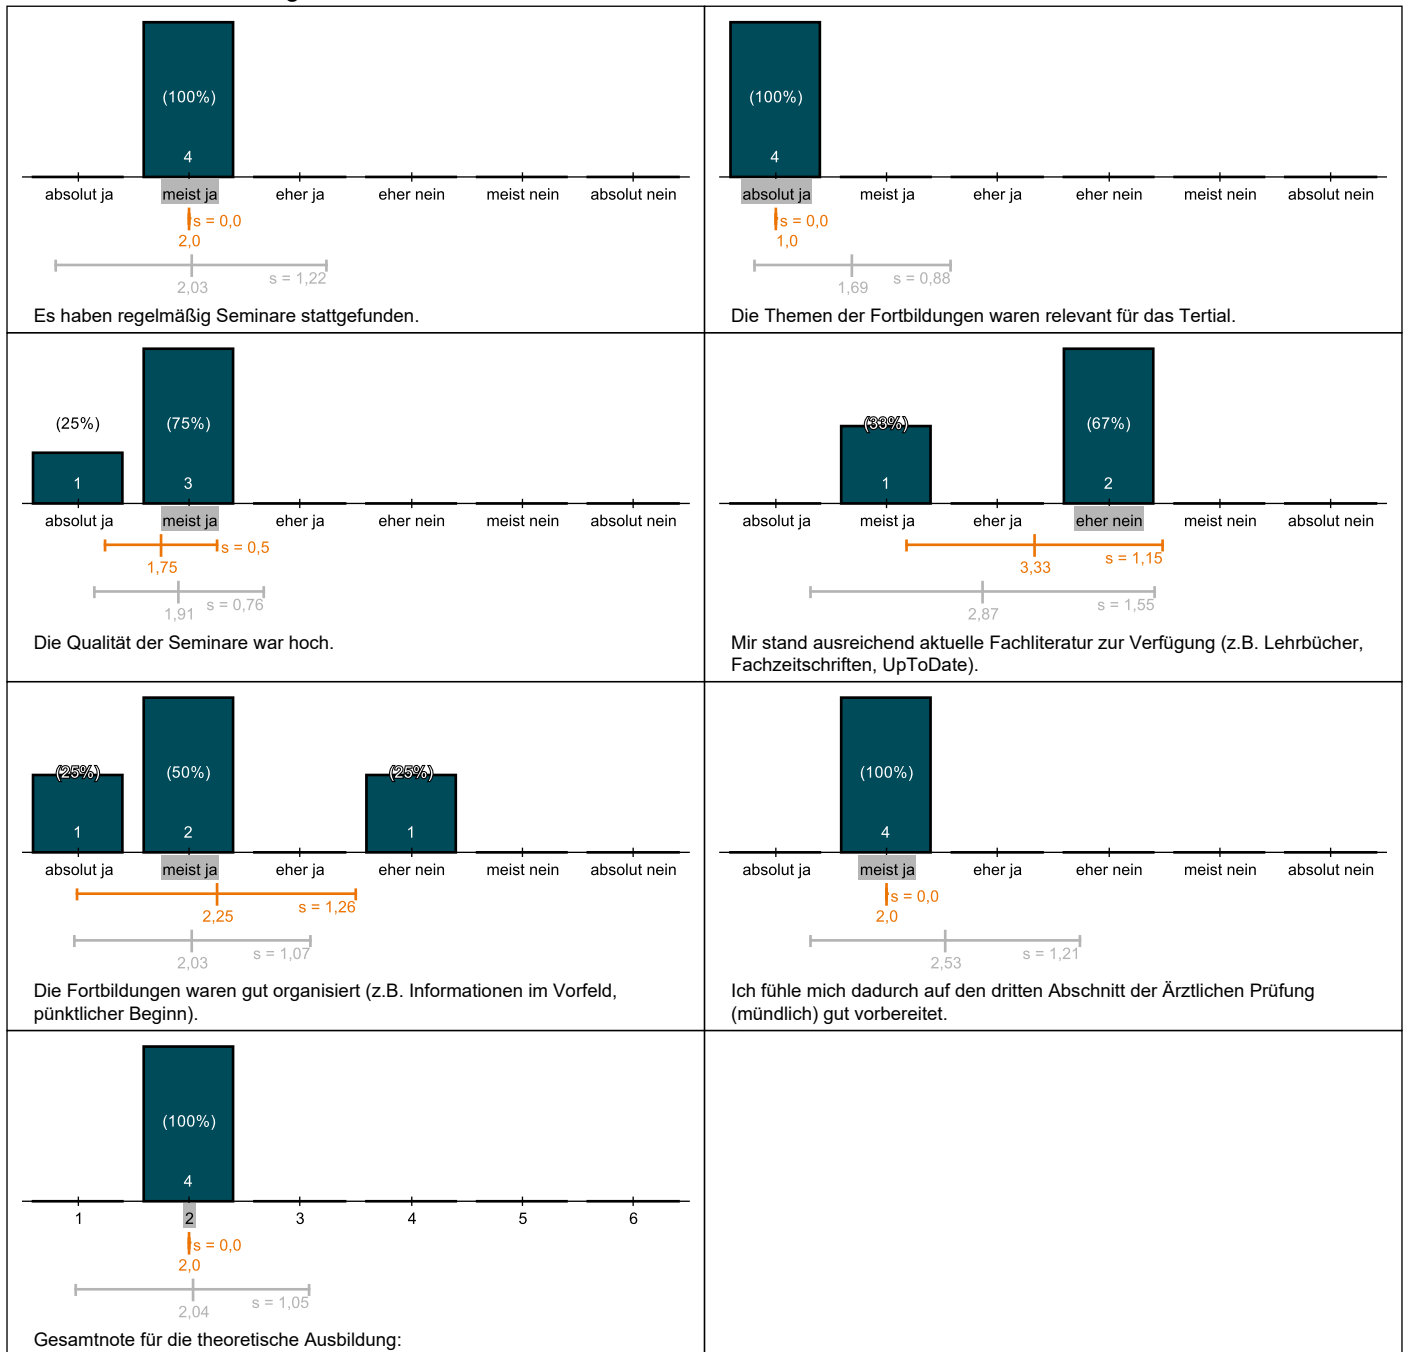 (100%)
4
absolut ja meist ja eher ja eher nein meist nein absolut nein
s = 0,0
2,0
s = 1,22
2,03
Es haben regelmäßig Seminare stattgefunden.
(100%)
4
absolut ja meist ja eher ja eher nein meist nein absolut nein
s = 0,0
1,0
s = 0,88
1,69
Die Themen der Fortbildungen waren relevant für das Tertial.
(25%) (75%)
1 3
absolut ja meist ja eher ja eher nein meist nein absolut nein
s = 0,5
1,75
s = 0,76
1,91
Die Qualität der Seminare war hoch.
(33%) (67%)
1 2
absolut ja meist ja eher ja eher nein meist nein absolut nein
s = 1,15
3,33
s = 1,55
2,87
Mir stand ausreichend aktuelle Fachliteratur zur Verfügung (z.B. Lehrbücher,
Fachzeitschriften, UpToDate).
(25%) (50%) (25%)
1 2 1
absolut ja meist ja eher ja eher nein meist nein absolut nein
s = 1,26
2,25
s = 1,07
2,03
Die Fortbildungen waren gut organisiert (z.B. Informationen im Vorfeld,
pünktlicher Beginn).
(100%)
4
absolut ja meist ja eher ja eher nein meist nein absolut nein
s = 0,0
2,0
s = 1,21
2,53
Ich fühle mich dadurch auf den dritten Abschnitt der Ärztlichen Prüfung
(mündlich) gut vorbereitet.
(100%)
4
1 2 3 4 5 6
s = 0,0
2,0
s = 1,05
2,04
Gesamtnote für die theoretische Ausbildung: